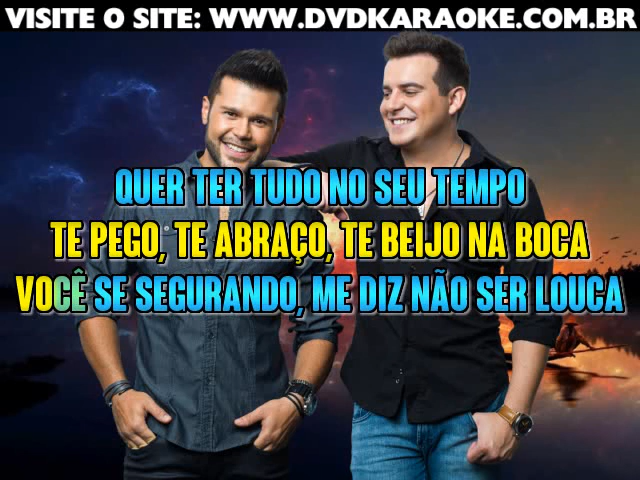 VISITE O SITE: WWW.DVDKARAOKE.COM.BR
QUER TER TUDO NO SEU TEMPO
TE PEGO, TE ABRAÇO, TE BEIJO NA BOCA
VOCÊ SE SEGURANDO, ME DIZ NÃO SER LOUCA